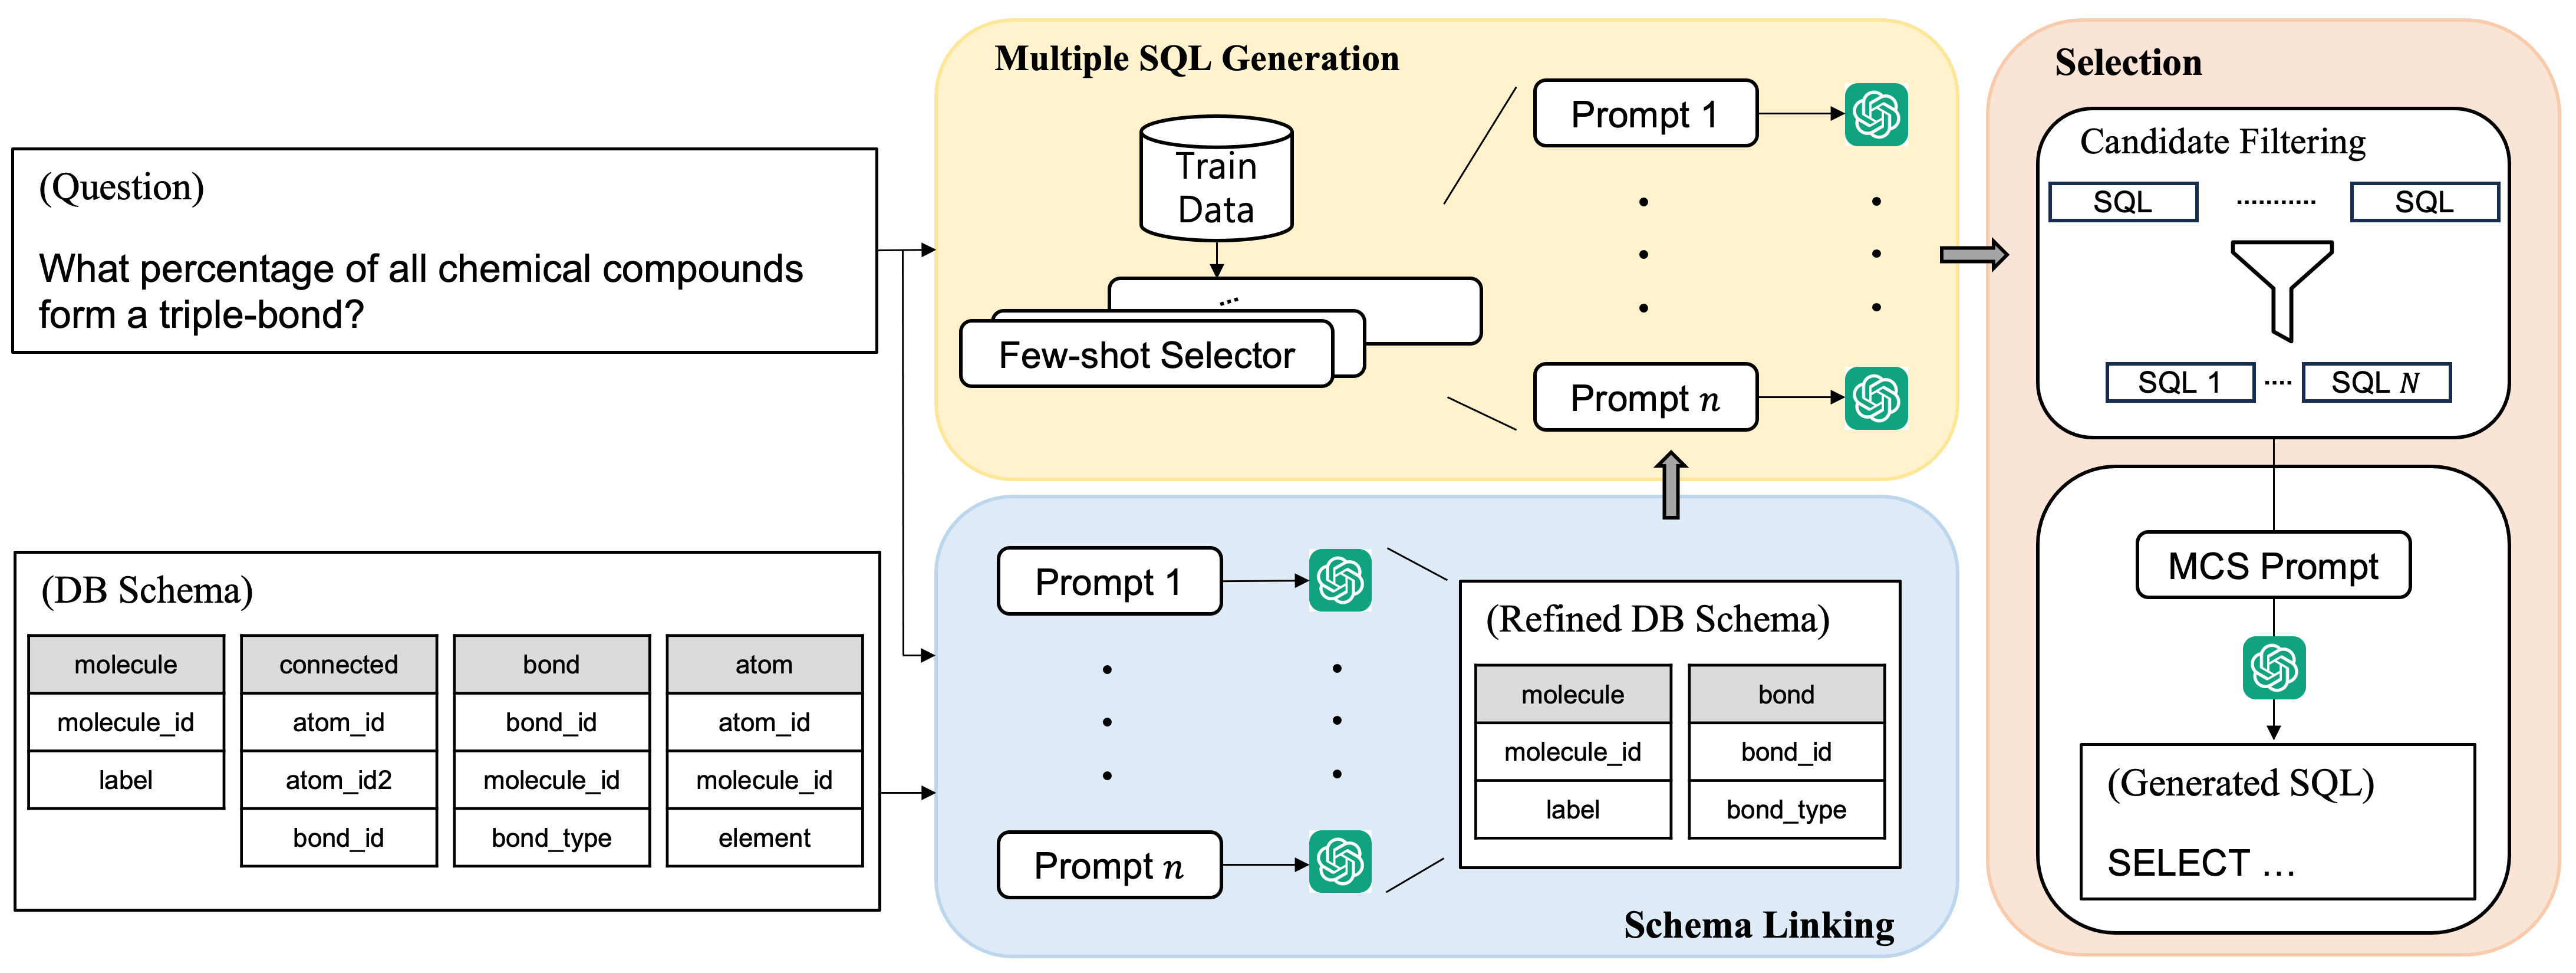 (Question)
What percentage of all chemical compounds
form a triple-bond?
(DB Schema)
molecule
molecule_id
label
connected
atom_id
atom_id2
bond_id
bond
bond_id
molecule_id
bond_type
atom
atom_id
molecule_id
element
Multiple SQL Generation
Train
Data
...
Few-shot Selector
Prompt 1
Prompt n
Prompt 1
Prompt n
(Refined DB Schema)
molecule
molecule_id
label
bond
bond_id
bond_type
Schema Linking
Selection
Candidate Filtering
SQL ........... SQL
SQL 1 .... SQL N
MCS Prompt
(Generated SQL)
SELECT ...